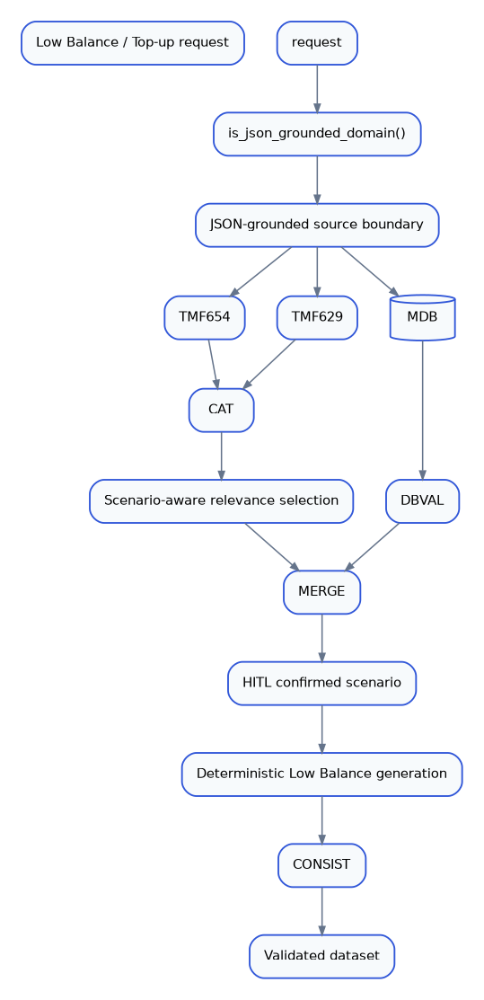 Low Balance / Top-up request
request
is_json_grounded_domain()
JSON-grounded source boundary
TMF654
TMF629
MDB
CAT
Scenario-aware relevance selection
DBVAL
MERGE
HITL confirmed scenario
Deterministic Low Balance generation
CONSIST
Validated dataset